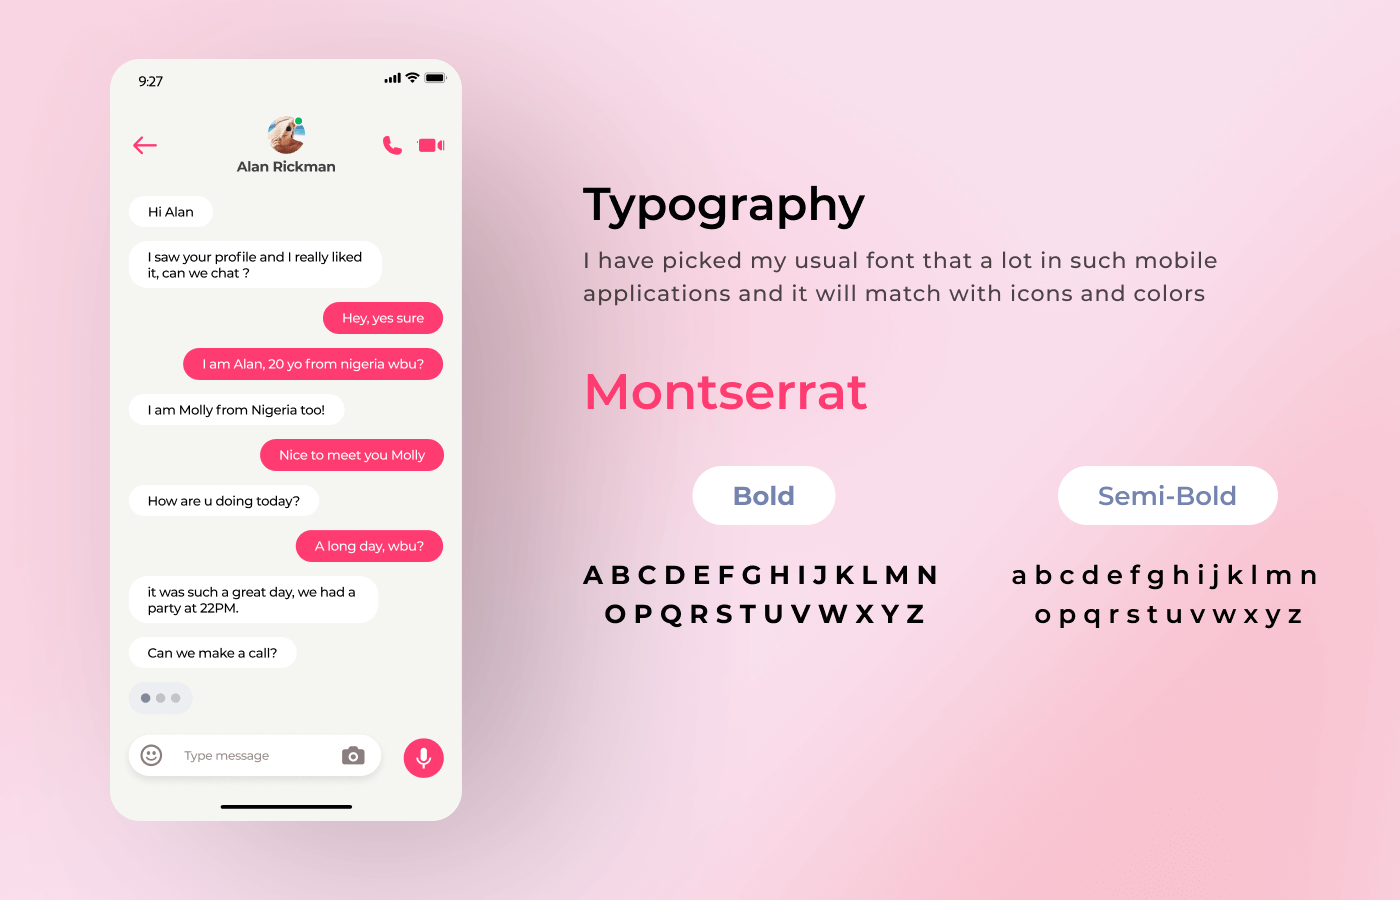 9:27
Alan Rickman
Hi Alan
I saw your profile and I really liked
it, can we chat ?
Hey, yes sure
I am Alan, 20 yo from nigeria wbu?
I am Molly from Nigeria too!
Nice to meet you Molly
How are u doing today?
A long day, wbu?
it was such a great day, we had a
party at 22PM.
Can we make a call?
Type message
Typography
I have picked my usual font that a lot in such mobile
applications and it will match with icons and colors
Montserrat
Bold
A B C D E F G H I J K L M N
O P Q R S T U V W X Y Z
Semi-Bold
a b c d e f g h i j k l m n
o p q r s t u v w x y z